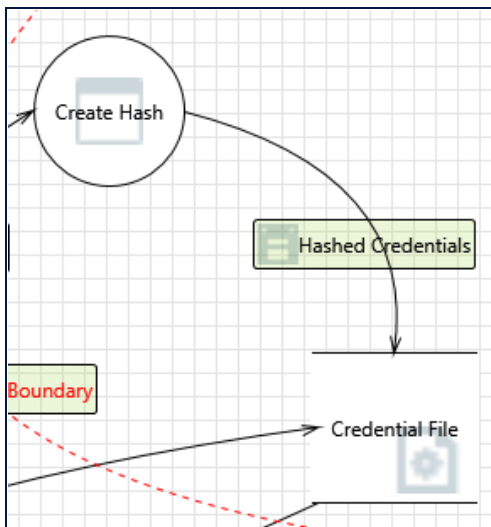 Create Hash
Hashed Credentials
Boundary
Credential File